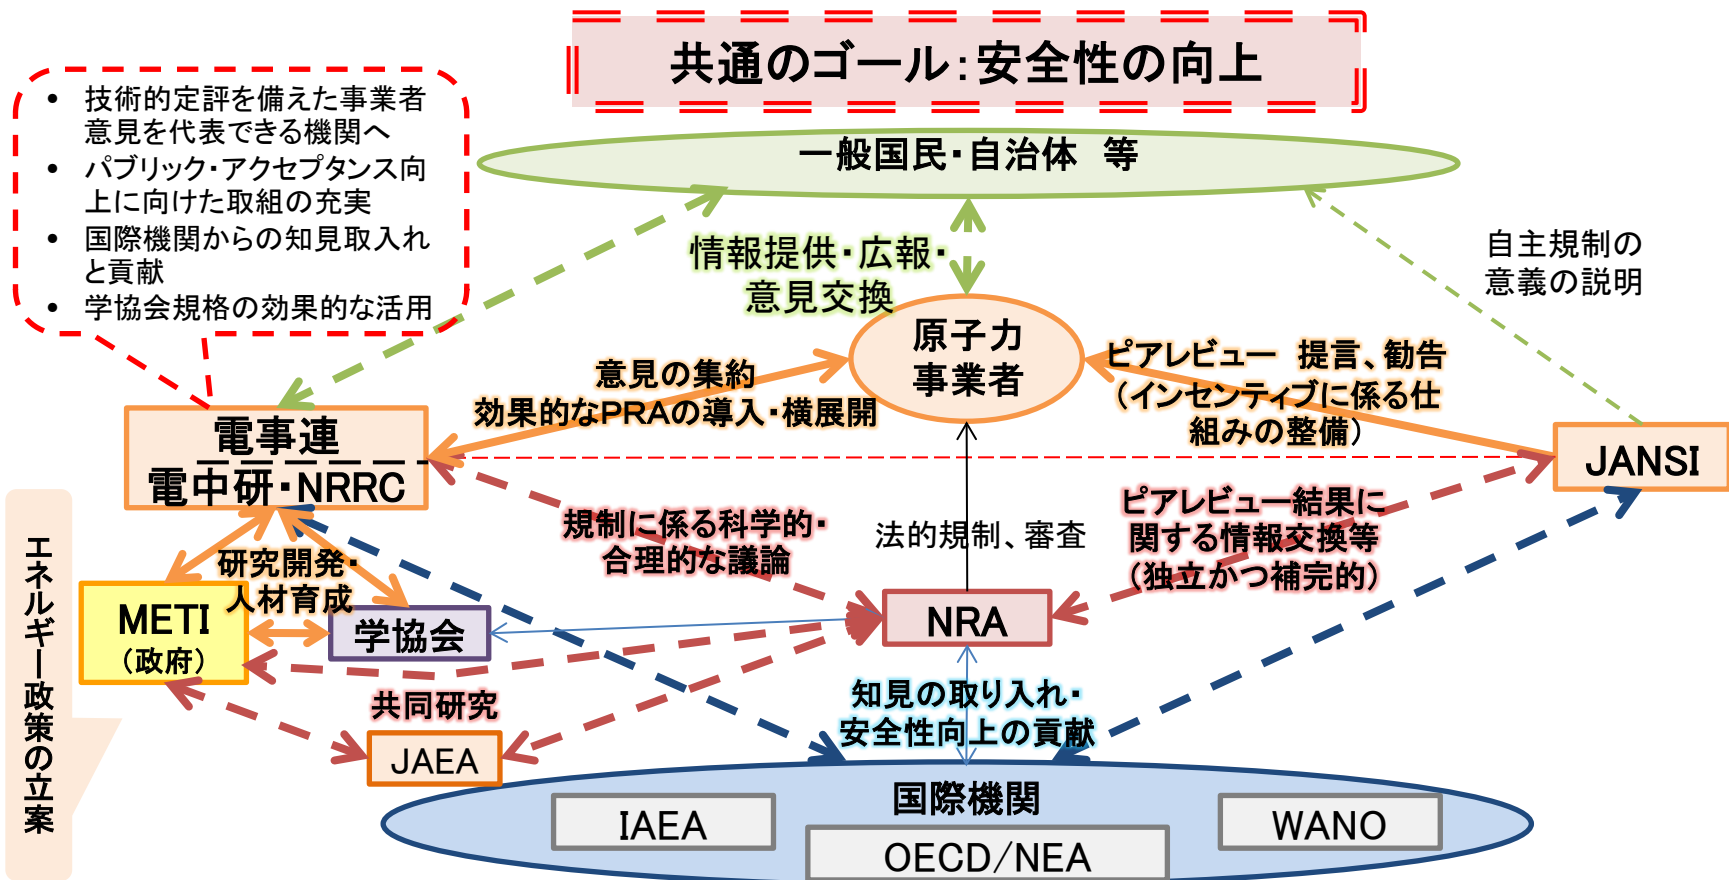 共通のゴール：安全性の向上
• 技術的定評を備えた事業者
意見を代表できる機関へ
• パブリック・アクセプタンス向
上に向けた取組の充実
• 国際機関からの知見取入れ
と貢献
• 学協会規格の効果的な活用
一般国民・自治体　等
情報提供・広報・
意見交換
自主規制の
意義の説明
原子力
事業者
意見の集約
効果的なPRAの導入・横展開
ピアレビュー　提言、勧告
（インセンティブに係る仕
組みの整備）
電事連
電中研・NRRC
JANSI
規制に係る科学的・
合理的な議論
法的規制、審査
ピアレビュー結果に
関する情報交換等
（独立かつ補完的）
エネルギー政策の立案
研究開発・
人材育成
METI
（政府）
学協会
NRA
共同研究
JAEA
知見の取り入れ・
安全性向上の貢献
国際機関
IAEA
OECD/NEA
WANO